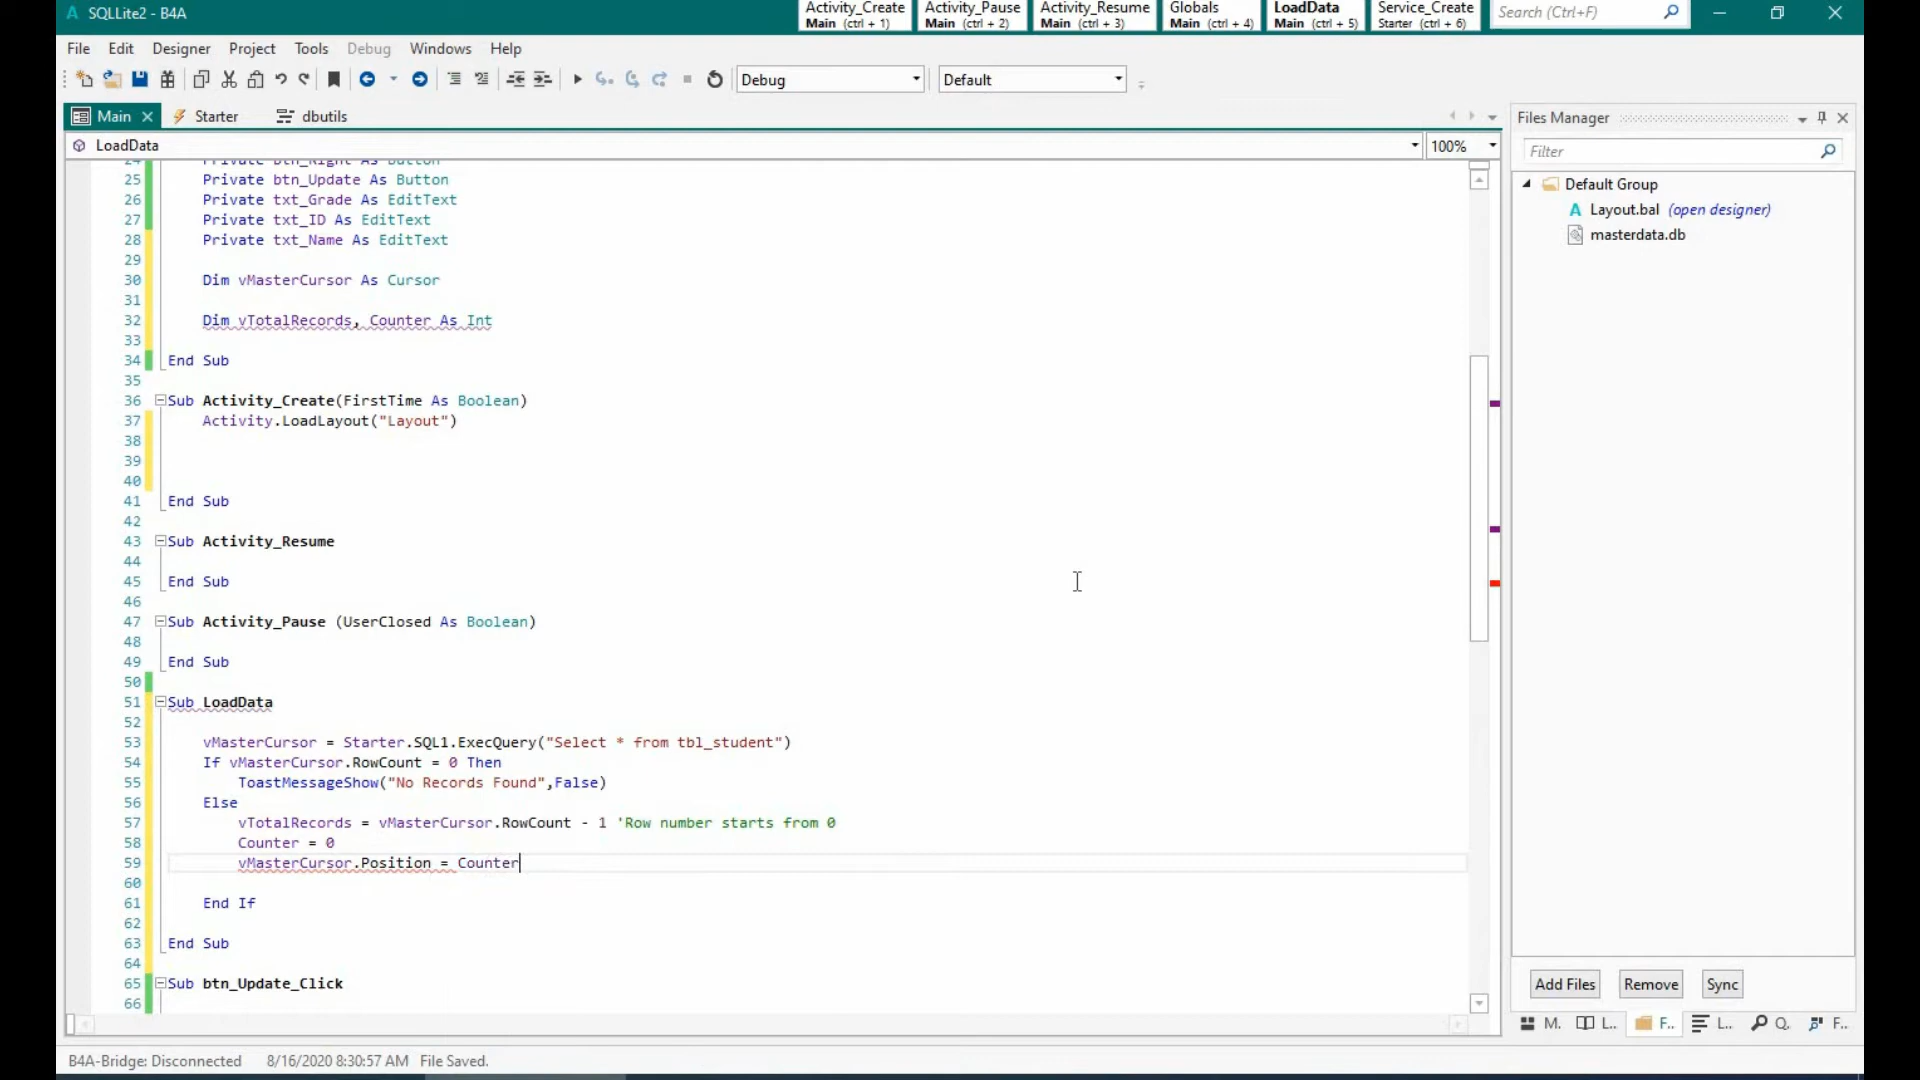 SQLLite2 - B4A
Activity_Create
Main (ctrl + 1)
Activity_Pause
Main (ctrl + 2)
Activity_Resume
Main (ctrl + 3)
Globals
Main (ctrl + 4)
LoadData
Main (ctrl + 5)
Service_Create
Starter (ctrl + 6)
Search (Ctrl+F)
File Edit Designer Project Tools Debug Windows Help
Debug
Default
Main
Starter
dbutils
LoadData
100%
24 Private btn_Right As Button
25 Private btn_Update As Button
26 Private txt_Grade As EditText
27 Private txt_ID As EditText
28 Private txt_Name As EditText
29
30 Dim vMasterCursor As Cursor
31
32 Dim vTotalRecords, Counter As Int
33
34 End Sub
35
36 Sub Activity_Create(FirstTime As Boolean)
37 Activity.LoadLayout("Layout")
38
39
40
41 End Sub
42
43 Sub Activity_Resume
44
45 End Sub
46
47 Sub Activity_Pause (UserClosed As Boolean)
48
49 End Sub
50
51 Sub LoadData
52
53 vMasterCursor = Starter.SQL1.ExecQuery("Select * from tbl_student")
54 If vMasterCursor.RowCount = 0 Then
55 ToastMessageShow("No Records Found",False)
56 Else
57 vTotalRecords = vMasterCursor.RowCount - 1 'Row number starts from 0
58 Counter = 0
59 vMasterCursor.Position = Counter
60
61 End If
62
63 End Sub
64
65 Sub btn_Update_Click
66
Files Manager
Filter
Default Group
Layout.bal (open designer)
masterdata.db
Add Files Remove Sync
M. L.. F.. L.. Q. F..
B4A-Bridge: Disconnected 8/16/2020 8:30:57 AM File Saved.